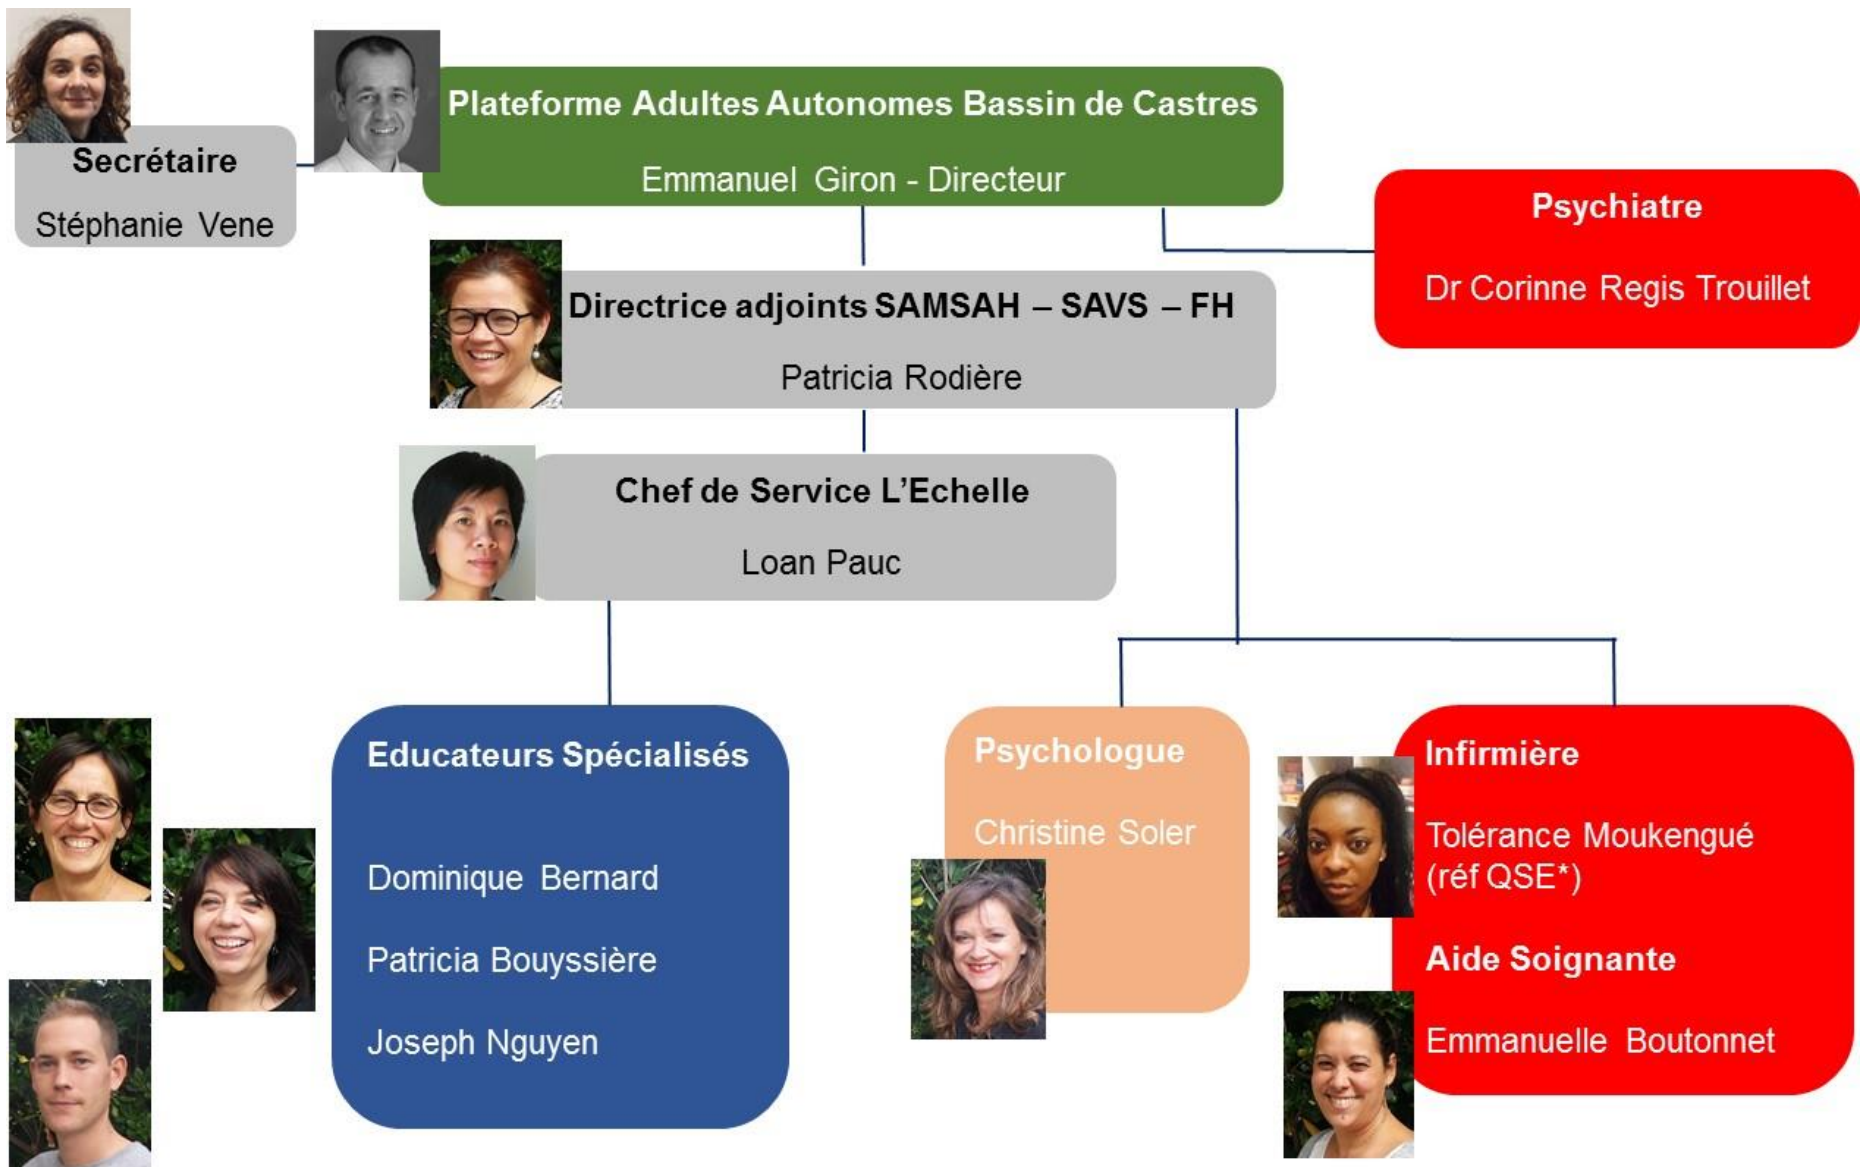 Plateforme Adultes Autonomes Bassin de Castres
Emmanuel Giron - Directeur
Secrétaire
Stéphanie Vene
Psychiatre
Dr Corinne Regis Trouillet
Directrice adjoints SAMSAH – SAVS – FH
Patricia Rodière
Chef de Service L’Echelle
Loan Pauc
Educateurs Spécialisés
Dominique Bernard
Patricia Bouyssière
Joseph Nguyen
Psychologue
Christine Soler
Infirmière
Tolérance Moukengué
(réf QSE*)
Aide Soignante
Emmanuelle Boutonnet